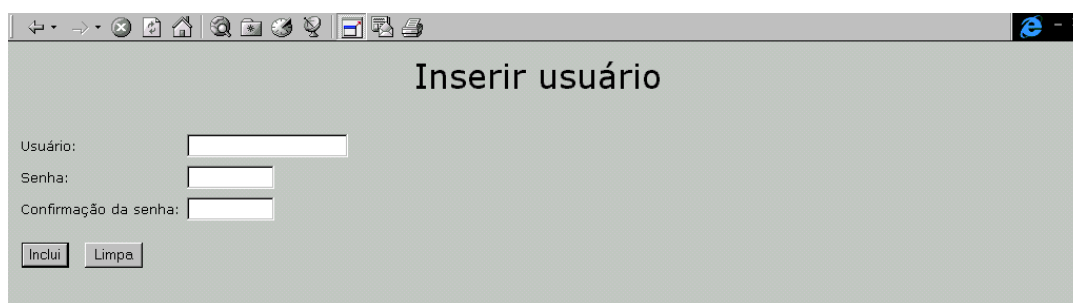 Inserir usuário
Usuário:
Senha:
Confirmação da senha:
Inclui Limpa